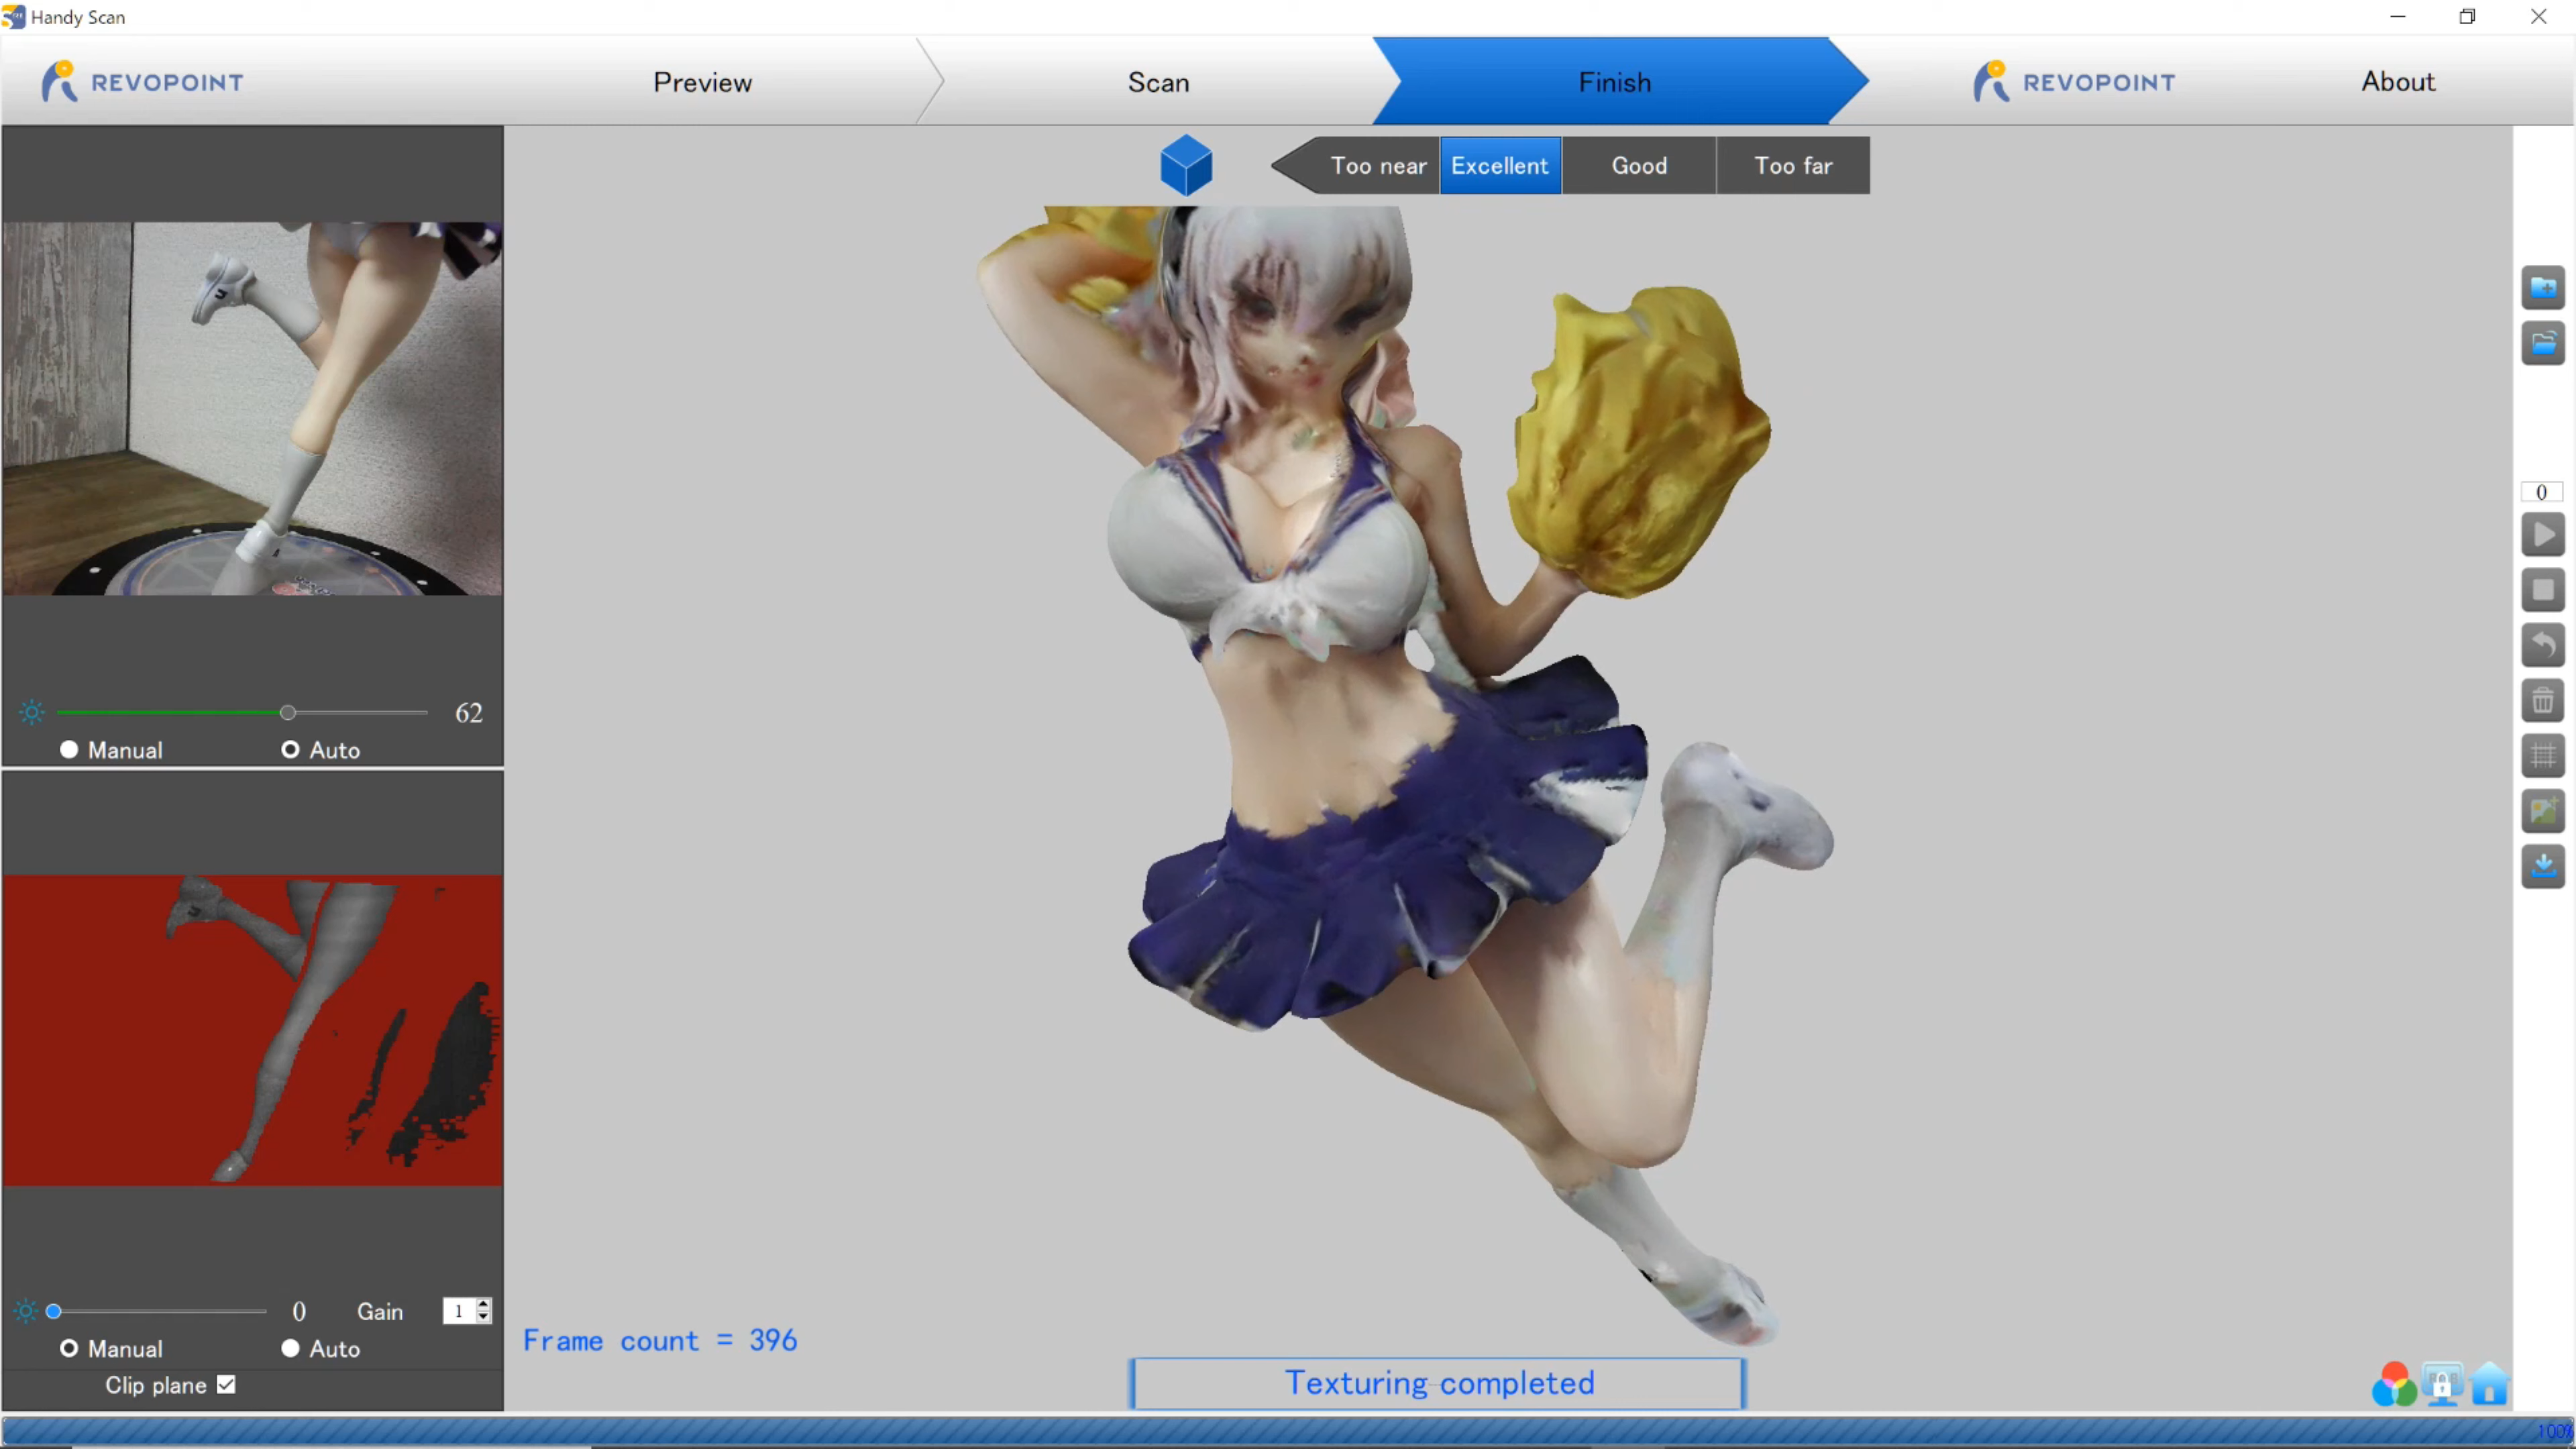 Handy Scan
REVOPOINT
Preview
Scan
Finish
REVOPOINT
About
Too near
Excellent
Good
Too far
0
62
Manual
Auto
0
Gain
1
Manual
Auto
Clip plane
Frame count = 396
Texturing completed
100%